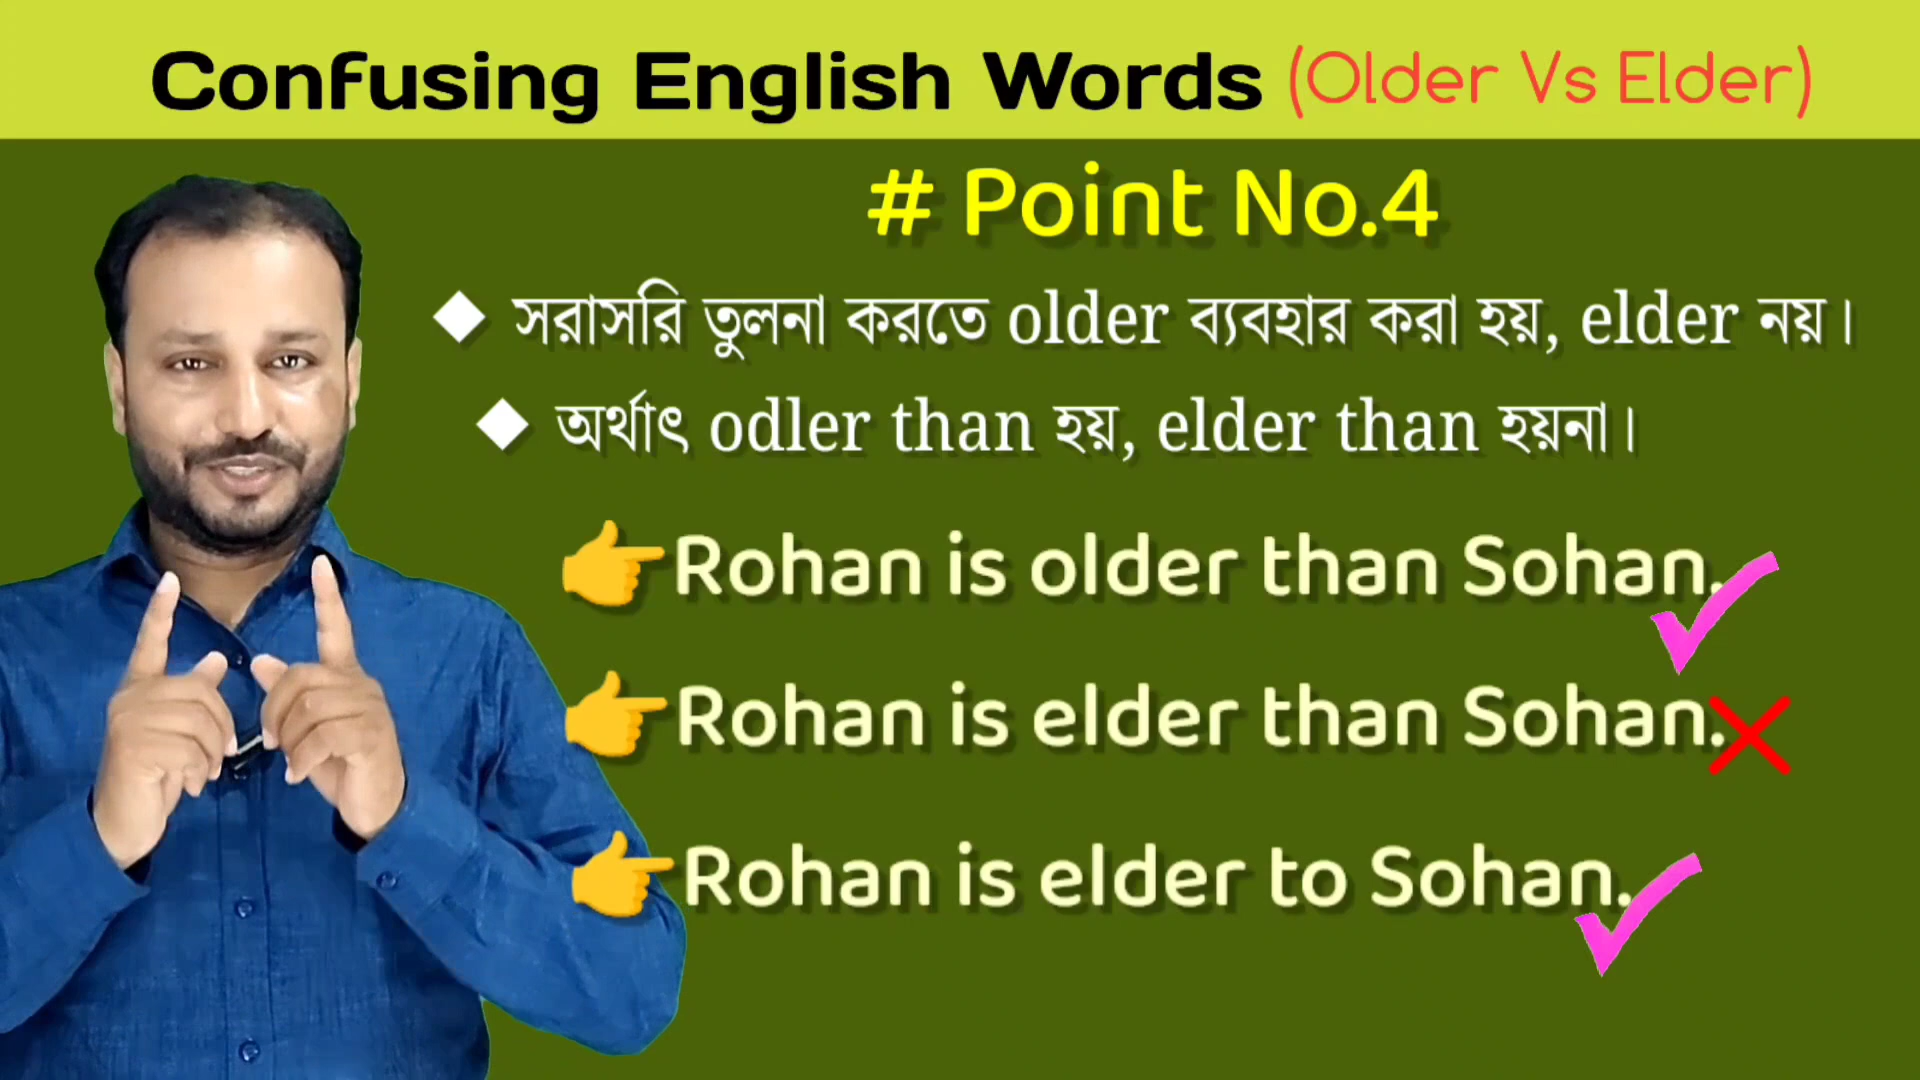 Confusing English Words (Older Vs Elder)
# Point No.4
◆ সরাসরি তুলনা করতে older ব্যবহার করা হয়, elder নয়।
◆ অর্থাৎ odler than হয়, elder than হয়না।
👉Rohan is older than Sohan.
👉Rohan is elder than Sohan.
👉Rohan is elder to Sohan.